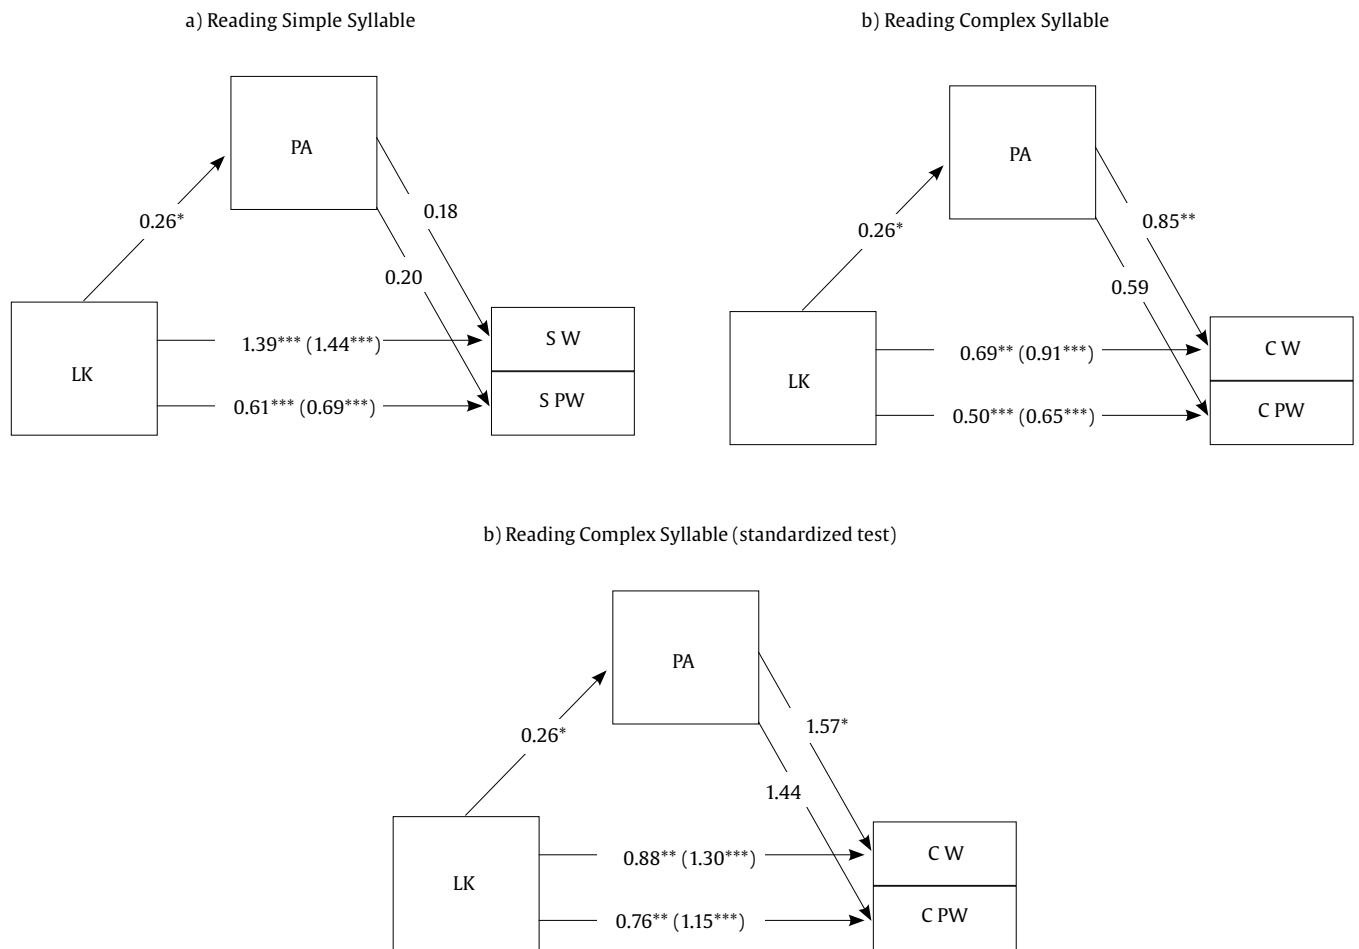 a) Reading Simple Syllable
PA
0.26*
0.18
0.20
LK
1.39*** (1.44***)
0.61*** (0.69***)
S W
S PW
b) Reading Complex Syllable
PA
0.26*
0.85**
0.59
LK
0.69** (0.91***)
0.50*** (0.65***)
C W
C PW
b) Reading Complex Syllable (standardized test)
PA
0.26*
1.57*
1.44
LK
0.88** (1.30***)
0.76** (1.15***)
C W
C PW